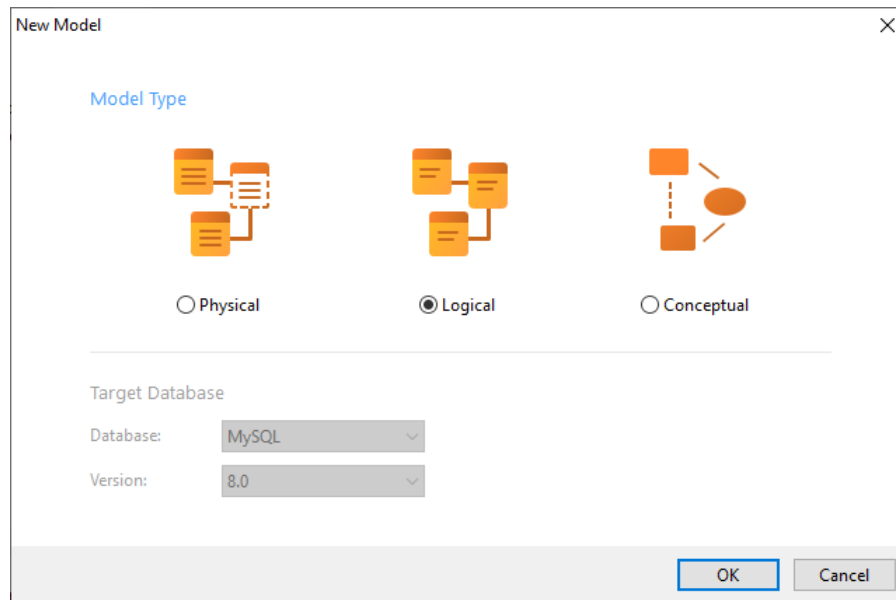 New Model
Model Type
Physical
Logical
Conceptual
Target Database
Database: MySQL
Version: 8.0
OK Cancel